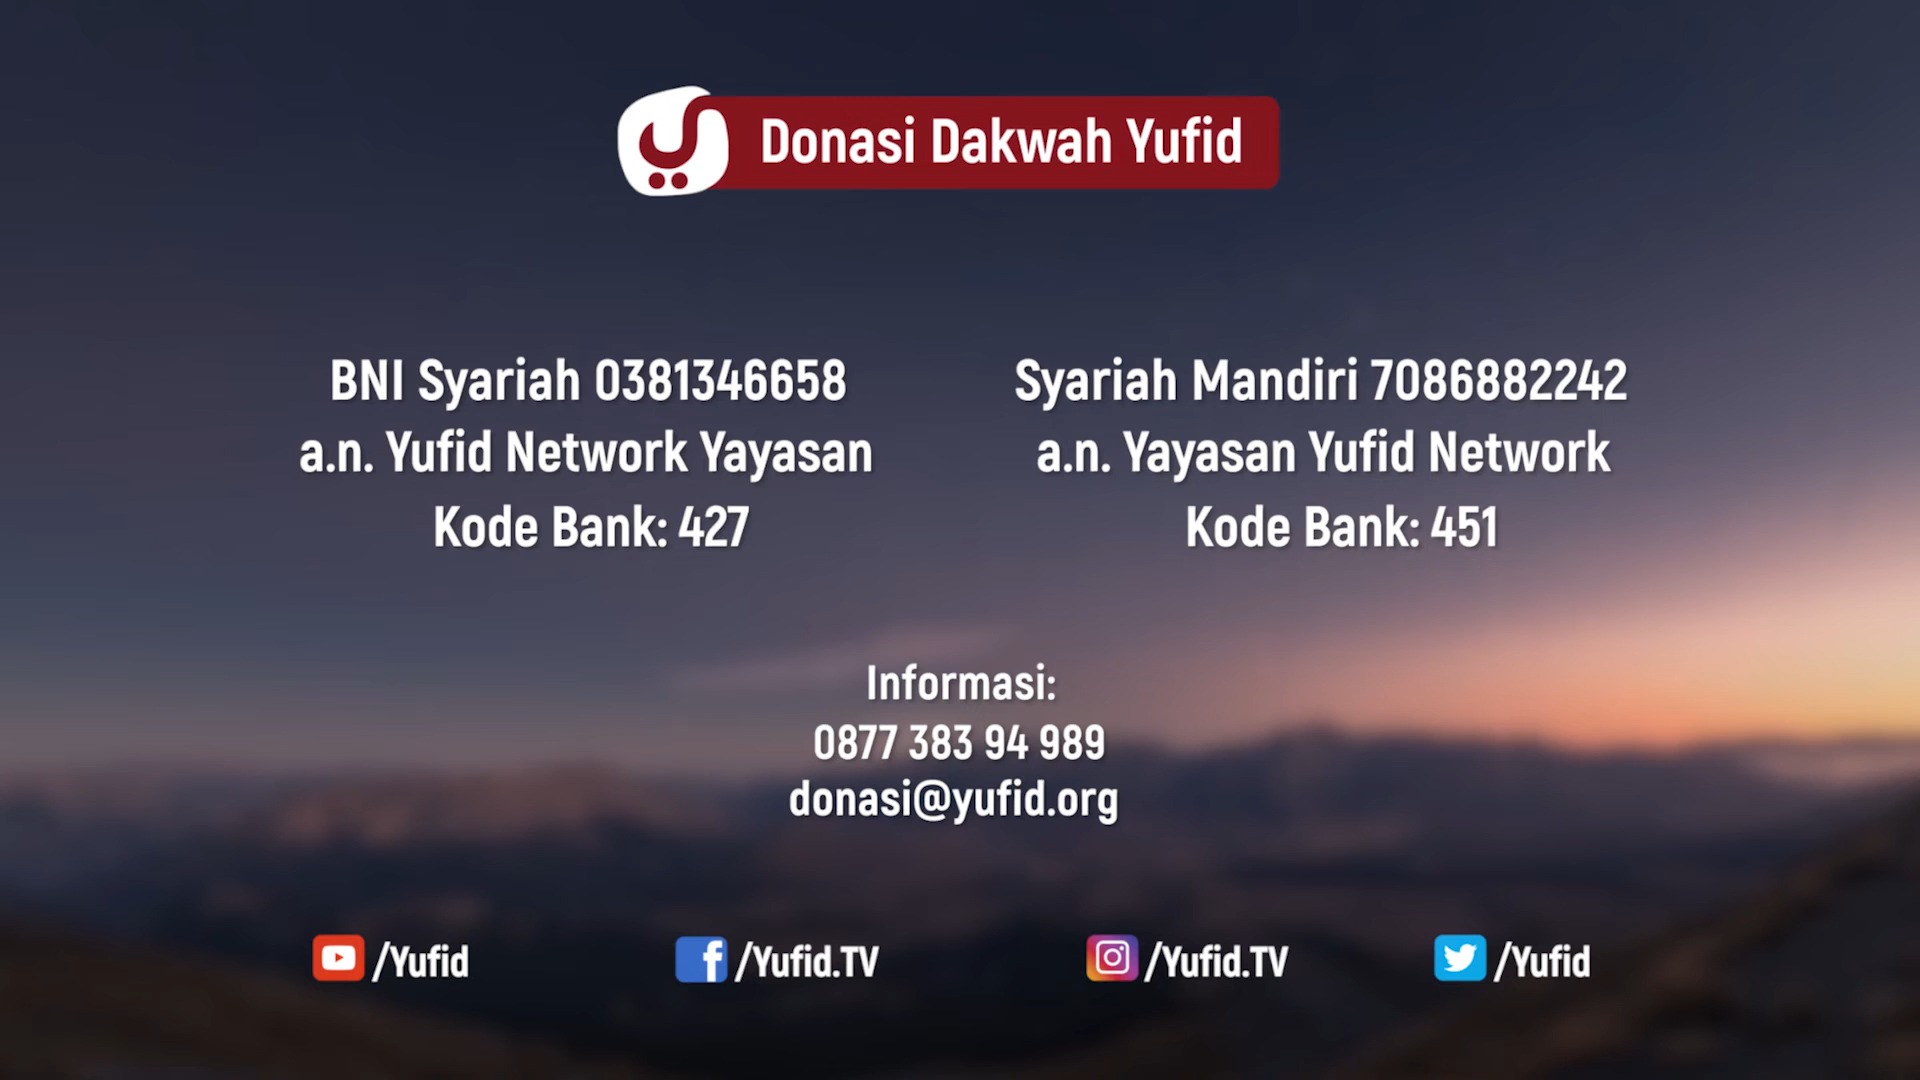 Donasi Dakwah Yufid
BNI Syariah 0381346658
a.n. Yufid Network Yayasan
Kode Bank: 427
Syariah Mandiri 7086882242
a.n. Yayasan Yufid Network
Kode Bank: 451
Informasi:
0877 383 94 989
donasi@yufid.org
/Yufid
/Yufid.TV
/Yufid.TV
/Yufid